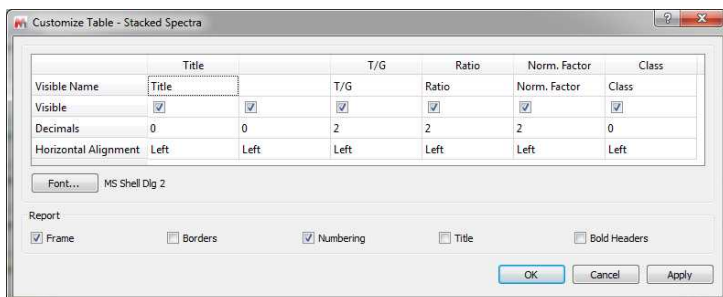 Customize Table - Stacked Spectra
Title T/G Ratio Norm. Factor Class
Visible Name Title T/G Ratio Norm. Factor Class
Visible
Decimals 0 0 2 2 2 0
Horizontal Alignment Left Left Left Left Left Left
Font... MS Shell Dlg 2
Report
Frame Borders Numbering Title Bold Headers
OK Cancel Apply